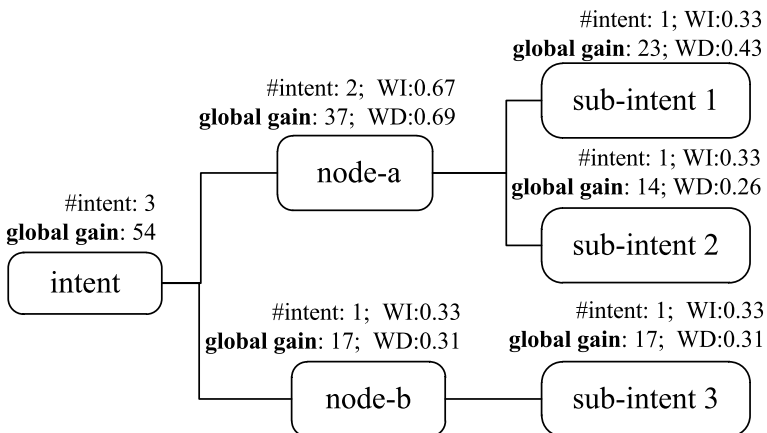 #intent: 1; WI:0.33
global gain: 23; WD:0.43
sub-intent 1
#intent: 2; WI:0.67
global gain: 37; WD:0.69
node-a
#intent: 1; WI:0.33
global gain: 14; WD:0.26
sub-intent 2
#intent: 3
global gain: 54
intent
#intent: 1; WI:0.33
global gain: 17; WD:0.31
node-b
#intent: 1; WI:0.33
global gain: 17; WD:0.31
sub-intent 3